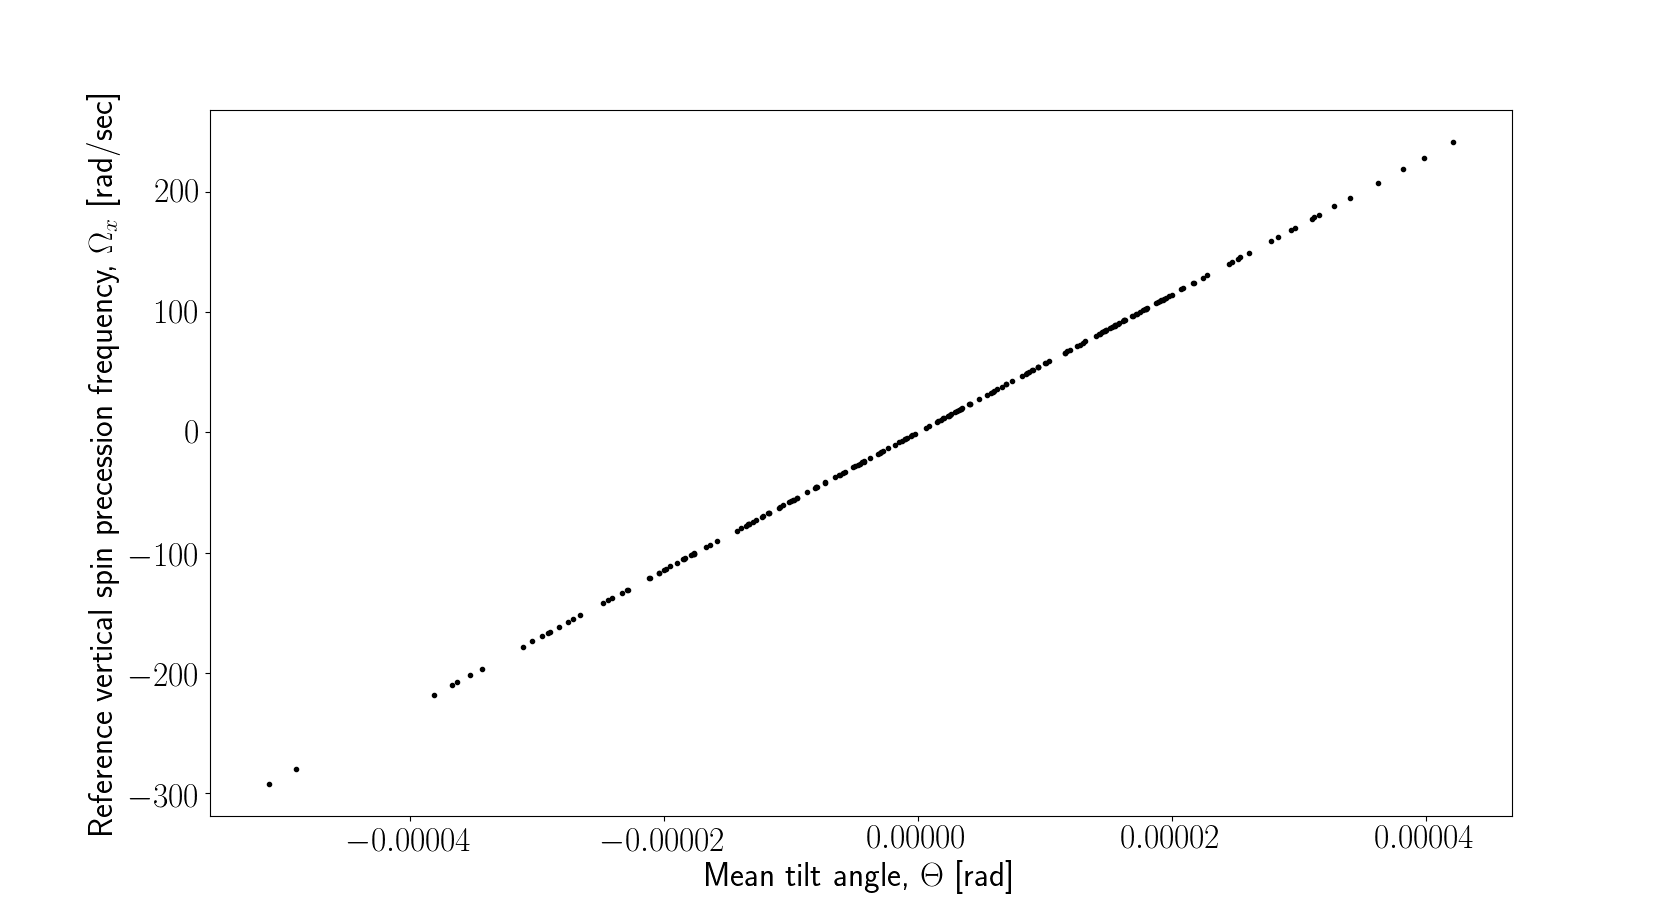 Reference vertical spin precession frequency, Ωₓ [rad/sec]
200
100
0
−100
−200
−300
−0.00004 −0.00002 0.00000 0.00002 0.00004
Mean tilt angle, Θ [rad]